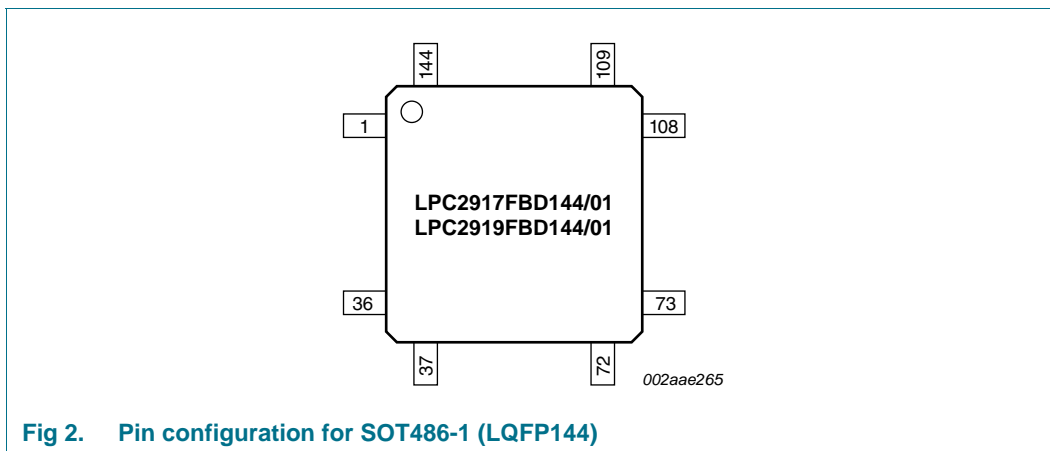 144 109
1 108
LPC2917FBD144/01
LPC2919FBD144/01
36 73
37 72
002aae265
Fig 2. Pin configuration for SOT486-1 (LQFP144)